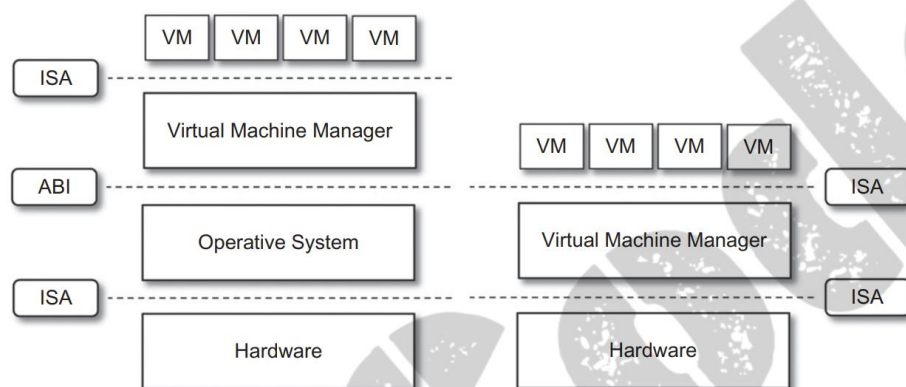 VM VM VM VM
ISA
Virtual Machine Manager
VM VM VM VM
ABI
ISA
Operative System
Virtual Machine Manager
ISA
ISA
Hardware
Hardware